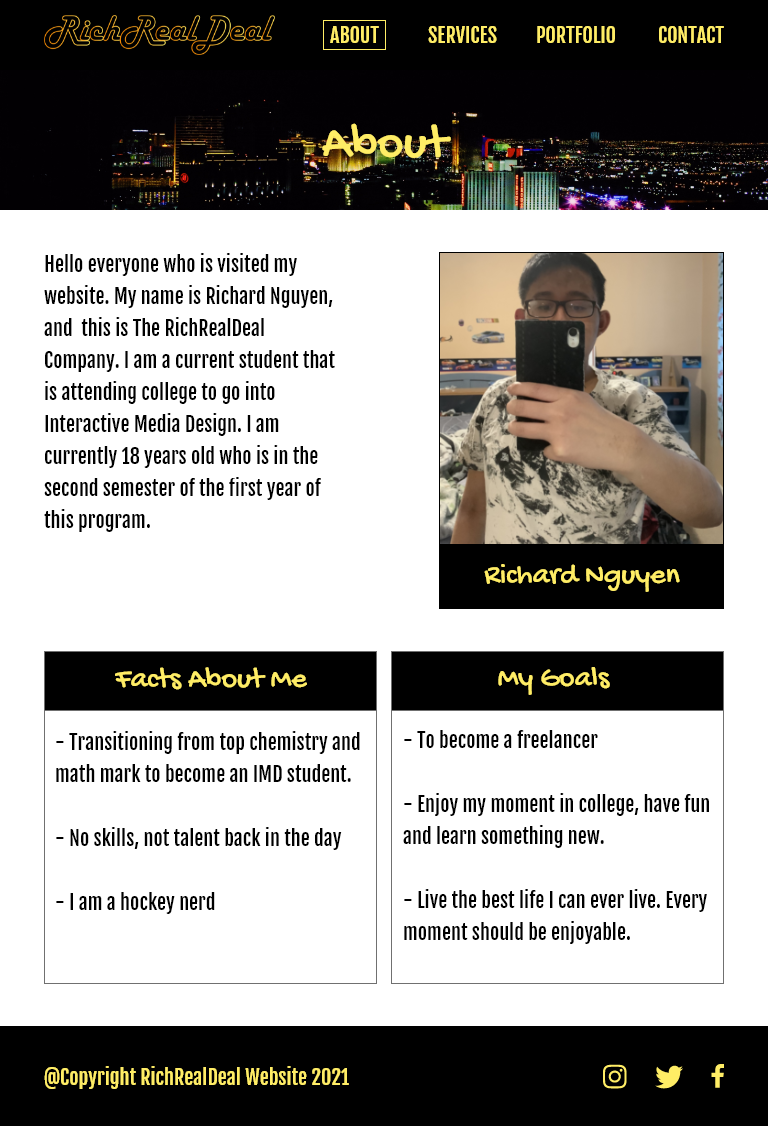 RichRealDeal
ABOUT SERVICES PORTFOLIO CONTACT
About
Hello everyone who is visited my
website. My name is Richard Nguyen,
and  this is The RichRealDeal
Company. I am a current student that
is attending college to go into
Interactive Media Design. I am
currently 18 years old who is in the
second semester of the first year of
this program.
Richard Nguyen
Facts About Me
- Transitioning from top chemistry and
math mark to become an IMD student.
- No skills, not talent back in the day
- I am a hockey nerd
My Goals
- To become a freelancer
- Enjoy my moment in college, have fun
and learn something new.
- Live the best life I can ever live. Every
moment should be enjoyable.
@Copyright RichRealDeal Website 2021